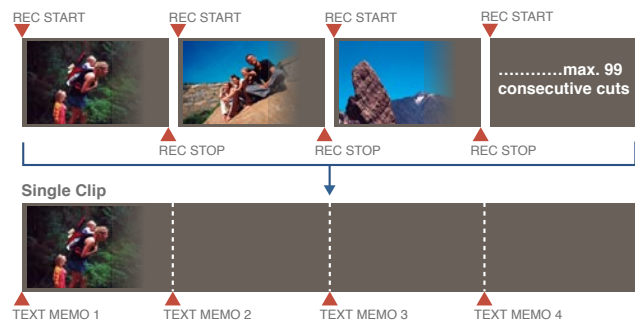 REC START
REC START
REC START
REC START
............max. 99
consecutive cuts
REC STOP
REC STOP
REC STOP
Single Clip
TEXT MEMO 1
TEXT MEMO 2
TEXT MEMO 3
TEXT MEMO 4